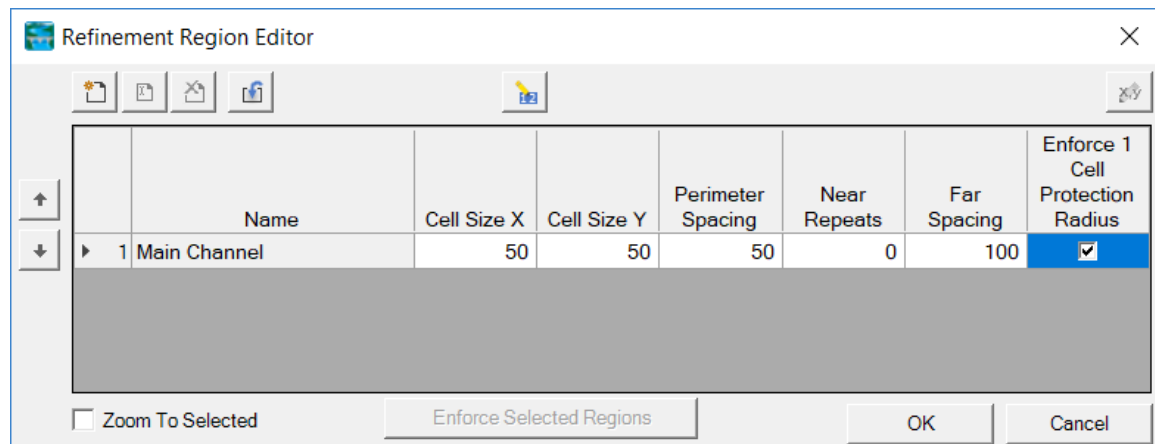 Refinement Region Editor
Enforce 1
Cell
Perimeter Near Far Protection
Name Cell Size X Cell Size Y Spacing Repeats Spacing Radius
1 Main Channel 50 50 50 0 100
Zoom To Selected Enforce Selected Regions OK Cancel